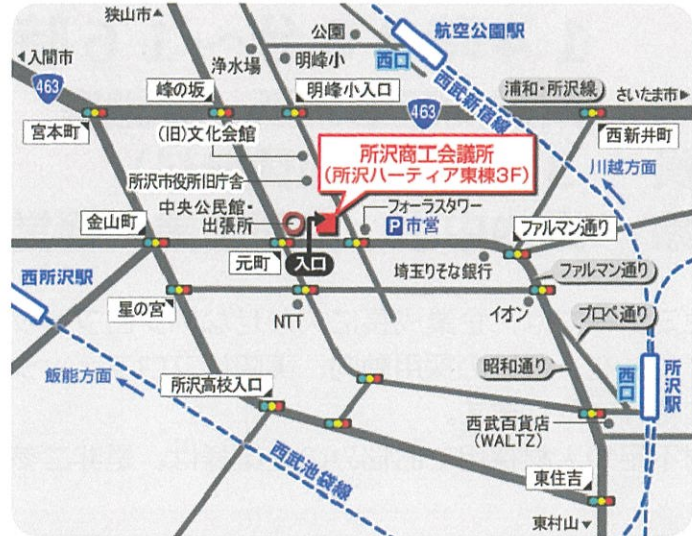 狭山市▲
公園
航空公園駅
◀入間市
浄水場
明峰小
西口
西武新宿線
463
峰の坂
明峰小入口
463
浦和・所沢線
さいたま市▶
宮本町
(旧)文化会館
西新井町
所沢商工会議所
(所沢ハーティア東棟3F)
所沢市役所旧庁舎
川越方面
中央公民館・
出張所
フォーラスタワー
P市営
金山町
ファルマン通り
元町
入口
埼玉りそな銀行
ファルマン通り
西所沢駅
星の宮
NTT
イオン
プロペ通り
飯能方面
所沢高校入口
昭和通り
西口
所沢駅
西武百貨店
(WALTZ)
西武池袋線
東住吉
東村山▼